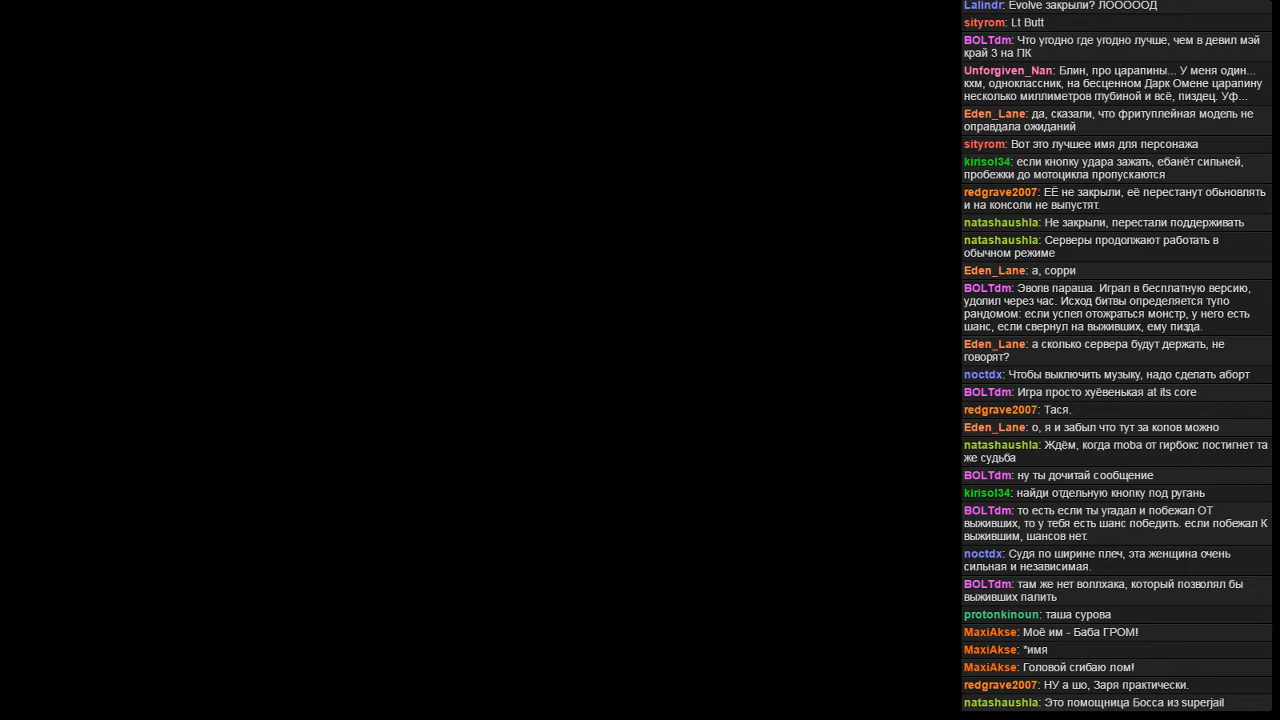 Lalindr: Evolve закрыли? ЛОООООД
sityrom: Lt Butt
BOLTdm: Что угодно где угодно лучше, чем в девил мэй
край 3 на ПК
Unforgiven_Nan: Блин, про царапины... У меня один...
кхм, одноклассник, на бесценном Дарк Омене царапину
несколько миллиметров глубиной и всё, пиздец. Уф...
Eden_Lane: да, сказали, что фритуплейная модель не
оправдала ожиданий
sityrom: Вот это лучшее имя для персонажа
kirisol34: если кнопку удара зажать, ебанёт сильней,
пробежки до мотоцикла пропускаются
redgrave2007: ЕЁ не закрыли, её перестанут обьновлять
и на консоли не выпустят.
natashaushla: Не закрыли, перестали поддерживать
natashaushla: Серверы продолжают работать в
обычном режиме
Eden_Lane: а, сорри
BOLTdm: Эволв параша. Играл в бесплатную версию,
удолил через час. Исход битвы определяется тупо
рандомом: если успел отожраться монстр, у него есть
шанс, если свернул на выживших, ему пизда.
Eden_Lane: а сколько сервера будут держать, не
говорят?
noctdx: Чтобы выключить музыку, надо сделать аборт
BOLTdm: Игра просто хуёвенькая at its core
redgrave2007: Тася.
Eden_Lane: о, я и забыл что тут за копов можно
natashaushla: Ждём, когда moba от гирбокс постигнет та
же судьба
BOLTdm: ну ты дочитай сообщение
kirisol34: найди отдельную кнопку под ругань
BOLTdm: то есть если ты угадал и побежал ОТ
выживших, то у тебя есть шанс победить. если побежал К
выжившим, шансов нет.
noctdx: Судя по ширине плеч, эта женщина очень
сильная и независимая.
BOLTdm: там же нет воллхака, который позволял бы
выживших палить
protonkinoun: таша сурова
MaxiAkse: Моё им - Баба ГРОМ!
MaxiAkse: *имя
MaxiAkse: Головой сгибаю лом!
redgrave2007: НУ а шо, Заря практически.
natashaushla: Это помощница Босса из superjail